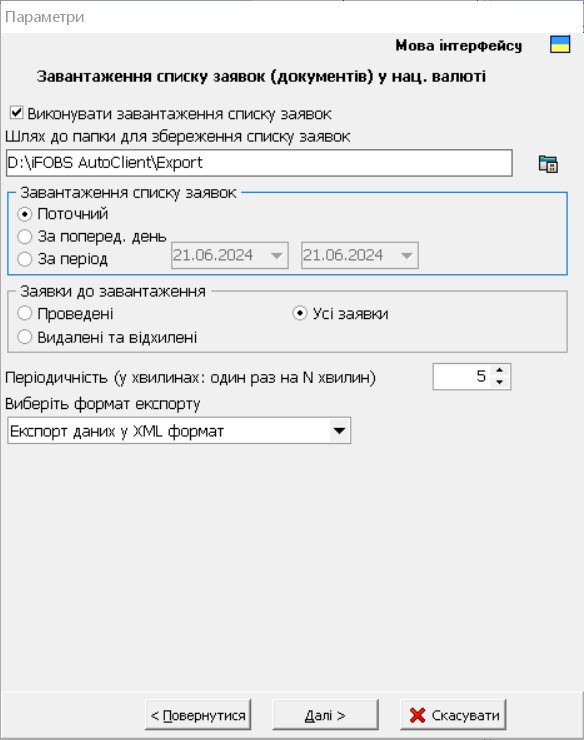 Параметри
Мова інтерфейсу
Завантаження списку заявок (документів) у нац. валюті
Виконувати завантаження списку заявок
Шлях до папки для збереження списку заявок
D:\iFOBS AutoClient\Export
Завантаження списку заявок
Поточний
За поперед. день
За період 21.06.2024 21.06.2024
Заявки до завантаження
Проведені Усі заявки
Видалені та відхилені
Періодичність (у хвилинах: один раз на N хвилин) 5
Виберіть формат експорту
Експорт даних у XML формат
< Повернутися Далі > Скасувати